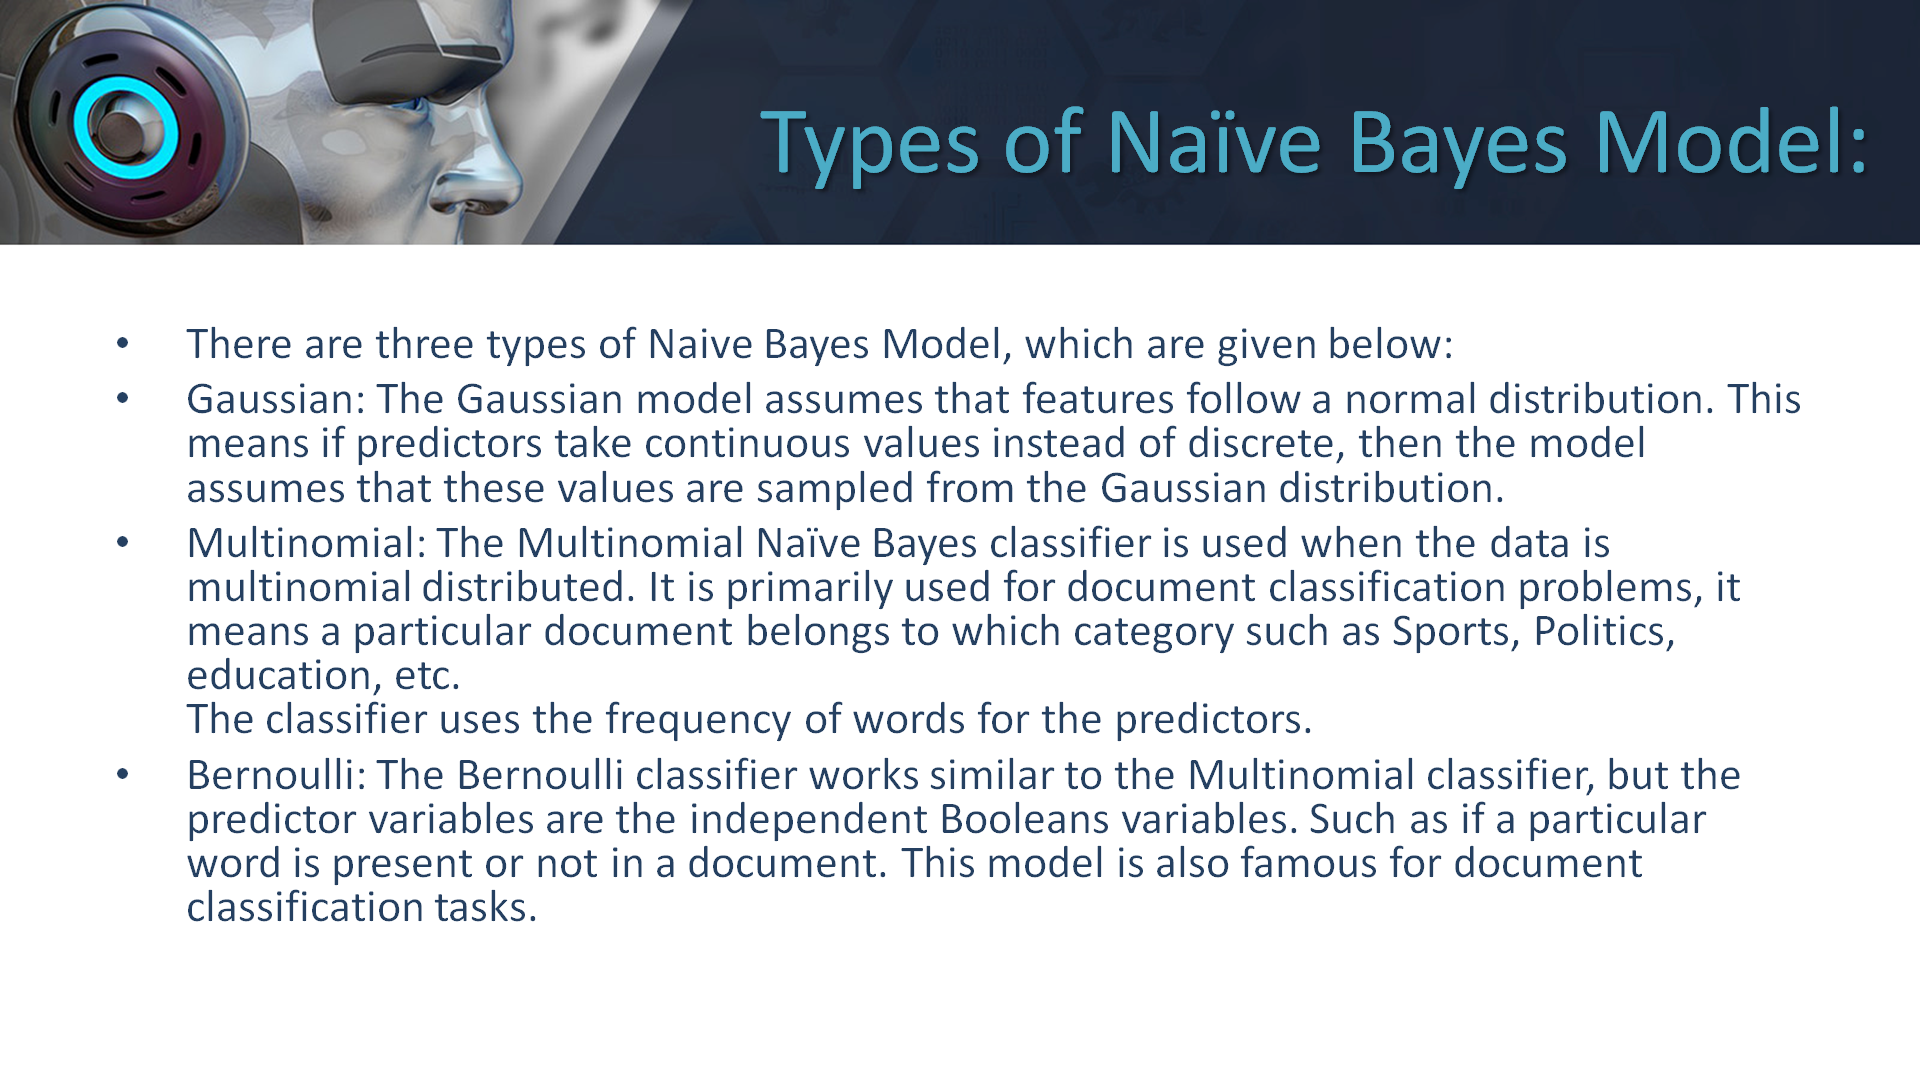 Types of Naïve Bayes Model:
• There are three types of Naive Bayes Model, which are given below:
• Gaussian: The Gaussian model assumes that features follow a normal distribution. This
means if predictors take continuous values instead of discrete, then the model
assumes that these values are sampled from the Gaussian distribution.
• Multinomial: The Multinomial Naïve Bayes classifier is used when the data is
multinomial distributed. It is primarily used for document classification problems, it
means a particular document belongs to which category such as Sports, Politics,
education, etc.
The classifier uses the frequency of words for the predictors.
• Bernoulli: The Bernoulli classifier works similar to the Multinomial classifier, but the
predictor variables are the independent Booleans variables. Such as if a particular
word is present or not in a document. This model is also famous for document
classification tasks.